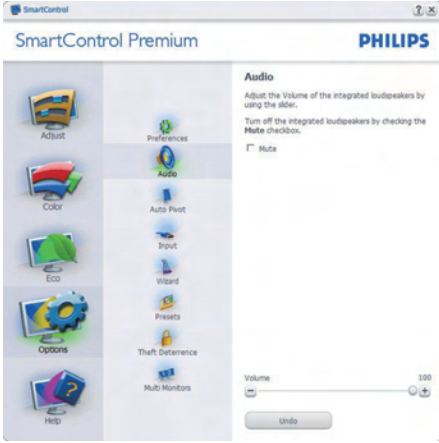 SmartControl
SmartControl Premium
PHILIPS
Adjust
Color
Eco
Options
Help
Preferences
Audio
Auto Pivot
Input
Wizard
Presets
Theft Deterrence
Multi Monitors
Audio
Adjust the Volume of the integrated loudspeakers by
using the slider.
Turn off the integrated loudspeakers by checking the
Mute checkbox.
Mute
Volume 100
Undo